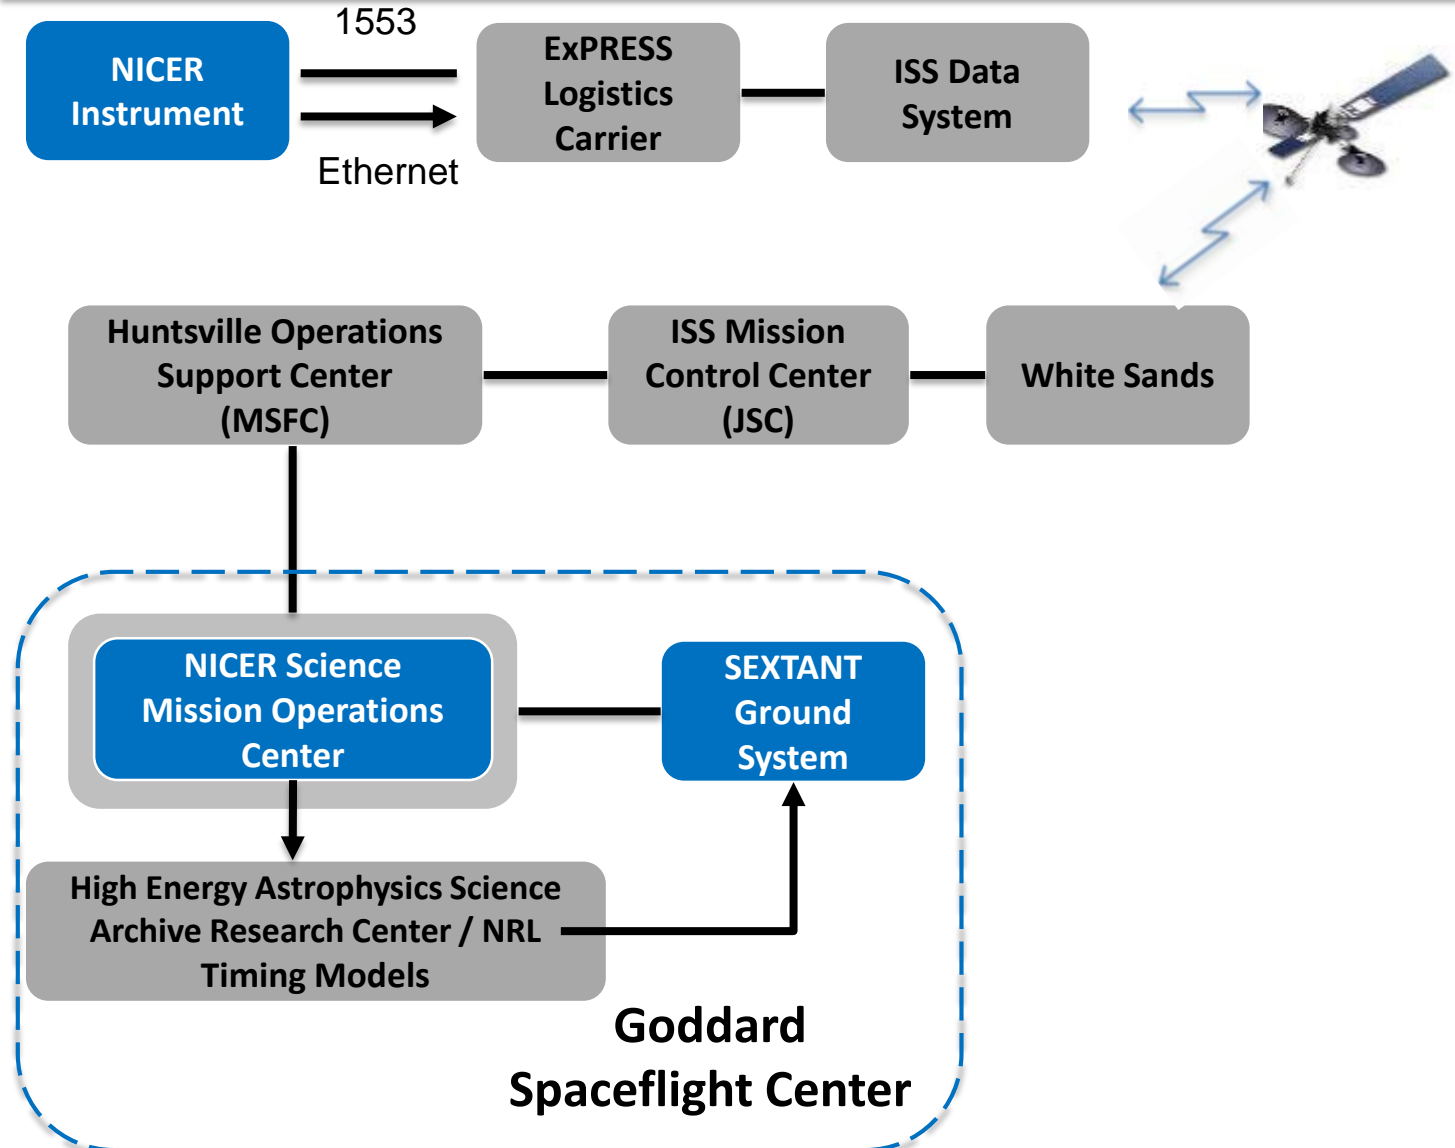 1553
NICER
Instrument
Ethernet
ExPRESS
Logistics
Carrier
ISS Data
System
Huntsville Operations
Support Center
(MSFC)
ISS Mission
Control Center
(JSC)
White Sands
NICER Science
Mission Operations
Center
SEXTANT
Ground
System
High Energy Astrophysics Science
Archive Research Center / NRL
Timing Models
Goddard
Spaceflight Center